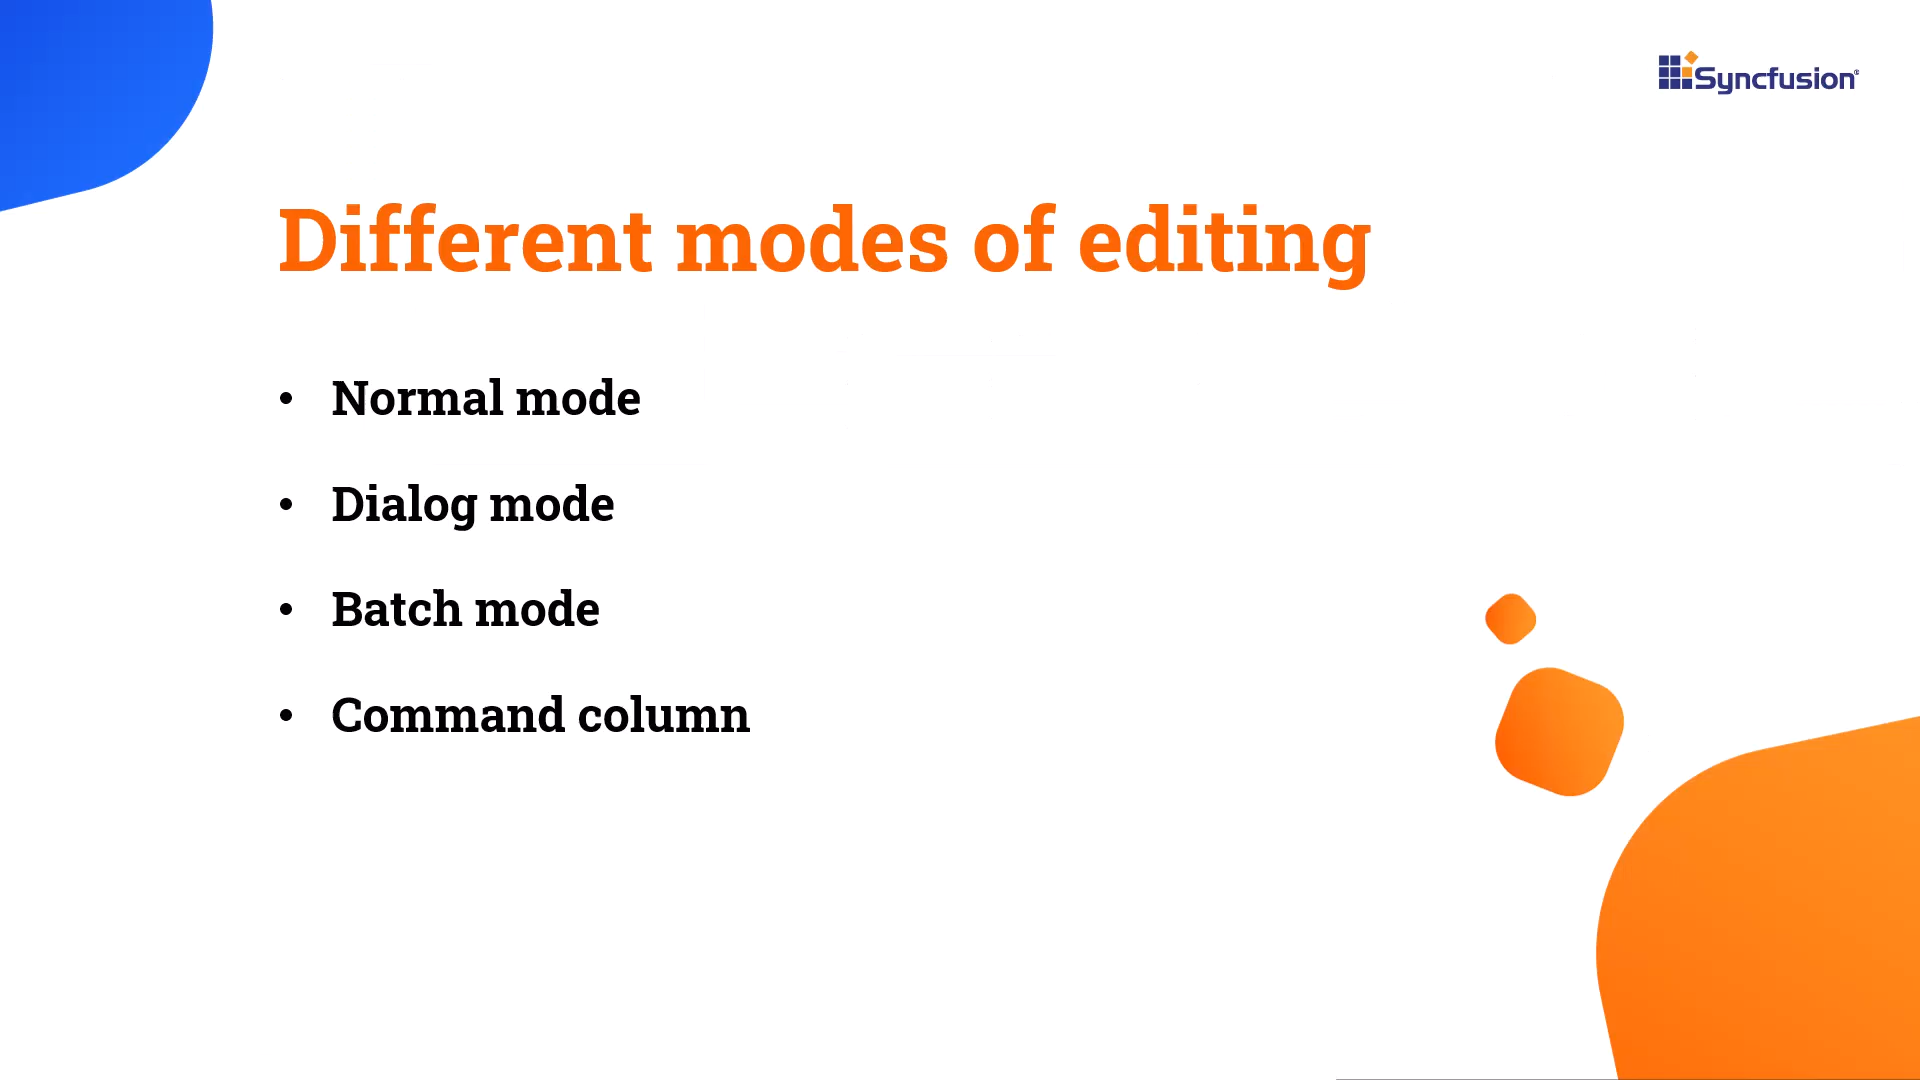 Syncfusion®
Different modes of editing
• Normal mode
• Dialog mode
• Batch mode
• Command column